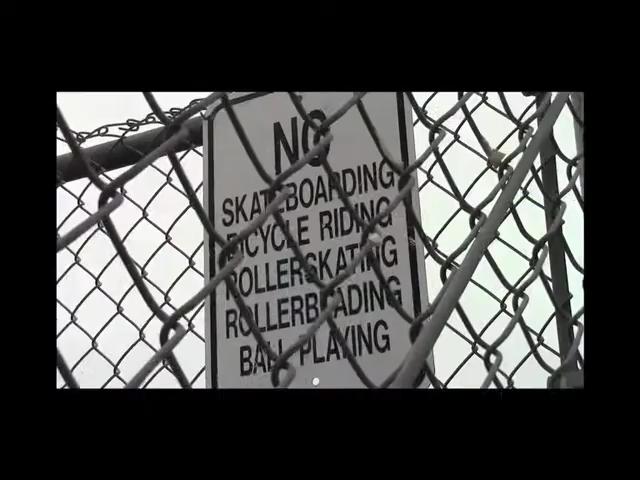 NO
SKATEBOARDING
BICYCLE RIDING
ROLLERSKATING
ROLLERBLADING
BALL PLAYING